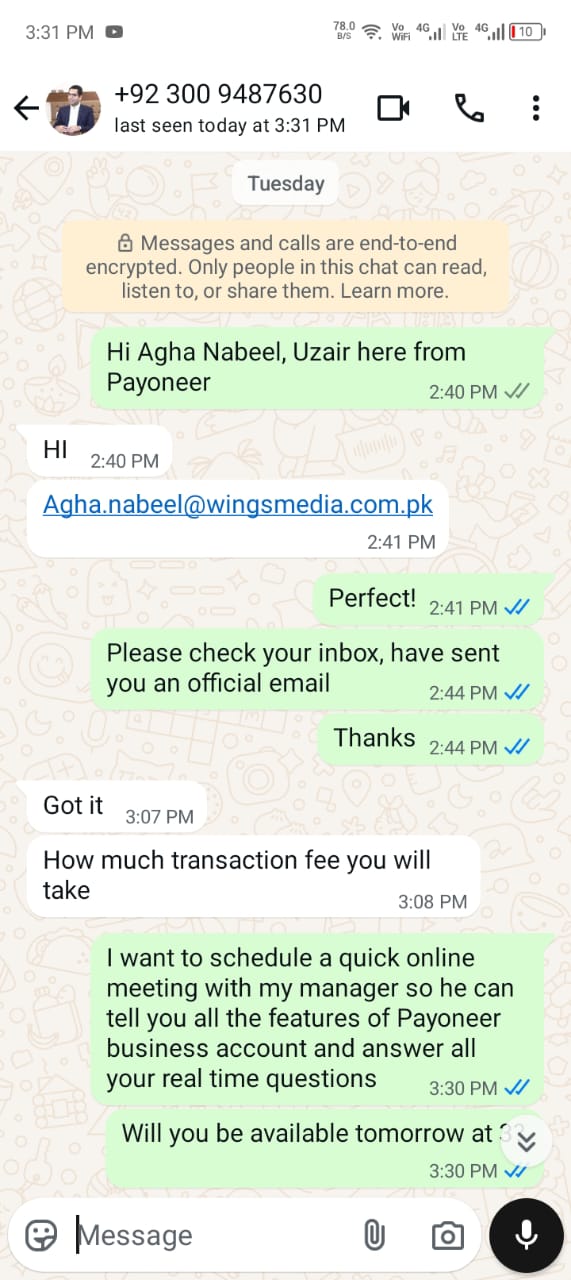 3:31 PM
78.0 B/S Vo WiFi 4G Vo LTE 4G 10
+92 300 9487630
last seen today at 3:31 PM
Tuesday
Messages and calls are end-to-end
encrypted. Only people in this chat can read,
listen to, or share them. Learn more.
Hi Agha Nabeel, Uzair here from
Payoneer
2:40 PM
HI
2:40 PM
Agha.nabeel@wingsmedia.com.pk
2:41 PM
Perfect!
2:41 PM
Please check your inbox, have sent
you an official email
2:44 PM
Thanks
2:44 PM
Got it
3:07 PM
How much transaction fee you will
take
3:08 PM
I want to schedule a quick online
meeting with my manager so he can
tell you all the features of Payoneer
business account and answer all
your real time questions
3:30 PM
Will you be available tomorrow at
3:30 PM
Message